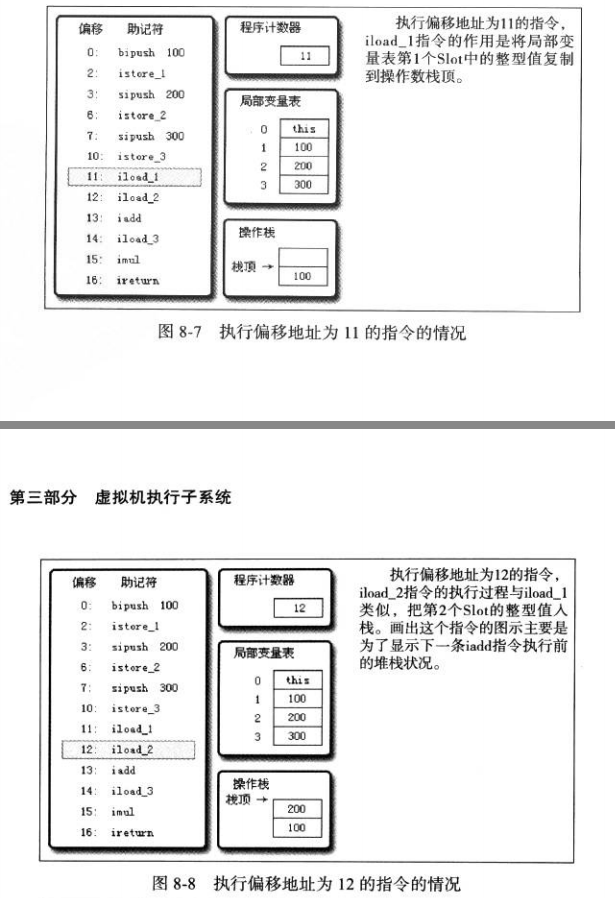 偏移 助记符
0: bipush 100
2: istore_1
3: sipush 200
6: istore_2
7: sipush 300
10: istore_3
11: iload_1
12: iload_2
13: iadd
14: iload_3
15: imul
16: ireturn
程序计数器
11
局部变量表
0 this
1 100
2 200
3 300
操作栈
栈顶 →
100
执行偏移地址为11的指令,
iload_1指令的作用是将局部变
量表第1个Slot中的整型值复制
到操作数栈顶。
图 8-7 执行偏移地址为 11 的指令的情况
第三部分 虚拟机执行子系统
偏移 助记符
0: bipush 100
2: istore_1
3: sipush 200
6: istore_2
7: sipush 300
10: istore_3
11: iload_1
12: iload_2
13: iadd
14: iload_3
15: imul
16: ireturn
程序计数器
12
局部变量表
0 this
1 100
2 200
3 300
操作栈
栈顶 →
200
100
执行偏移地址为12的指令,
iload_2指令的执行过程与iload_1
类似,把第2个Slot的整型值入
栈。画出这个指令的图示主要是
为了显示下一条iadd指令执行前
的堆栈状况。
图 8-8 执行偏移地址为 12 的指令的情况